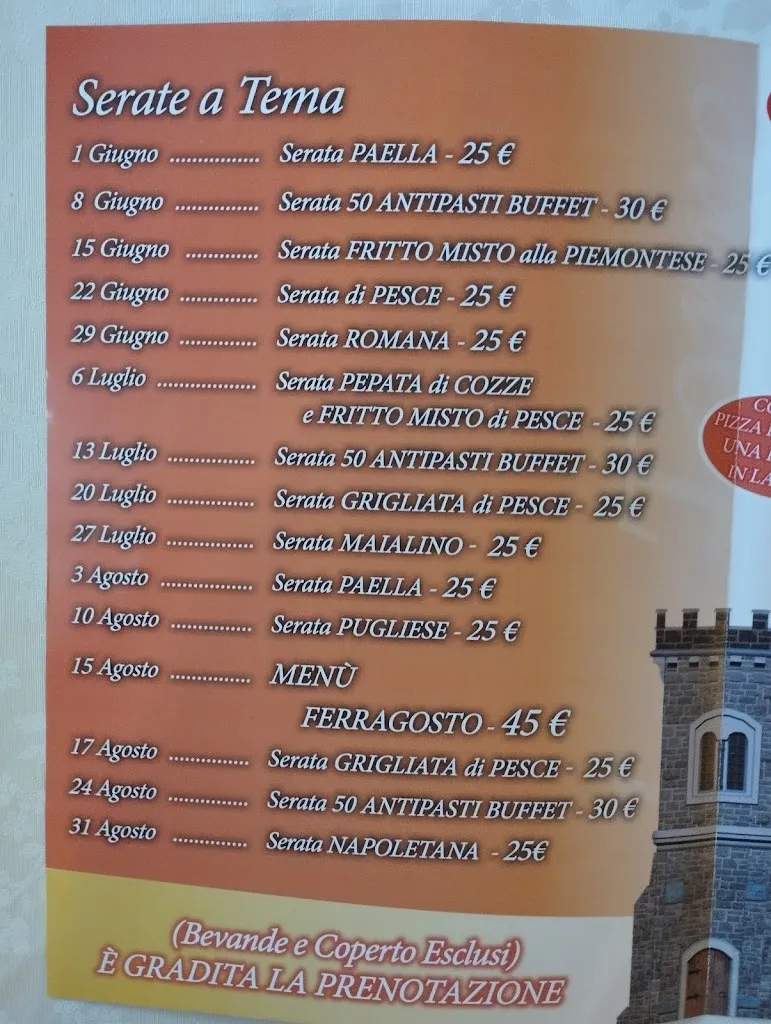 Serate a Tema
1 Giugno ................ Serata PAELLA - 25 €
8 Giugno ............... Serata 50 ANTIPASTI BUFFET - 30 €
15 Giugno ............. Serata FRITTO MISTO alla PIEMONTESE - 25 €
22 Giugno .............. Serata di PESCE - 25 €
29 Giugno .............. Serata ROMANA - 25 €
6 Luglio .................. Serata PEPATA di COZZE
e FRITTO MISTO di PESCE - 25 €
13 Luglio ................ Serata 50 ANTIPASTI BUFFET - 30 €
20 Luglio ................ Serata GRIGLIATA di PESCE - 25 €
27 Luglio ................ Serata MAIALINO - 25 €
3 Agosto ................. Serata PAELLA - 25 €
10 Agosto ............... Serata PUGLIESE - 25 €
15 Agosto ............... MENÙ
FERRAGOSTO - 45 €
17 Agosto ............... Serata GRIGLIATA di PESCE - 25 €
24 Agosto ............... Serata 50 ANTIPASTI BUFFET - 30 €
31 Agosto .............. Serata NAPOLETANA - 25€
(Bevande e Coperto Esclusi)
È GRADITA LA PRENOTAZIONE
PIZZA
UNA
IN